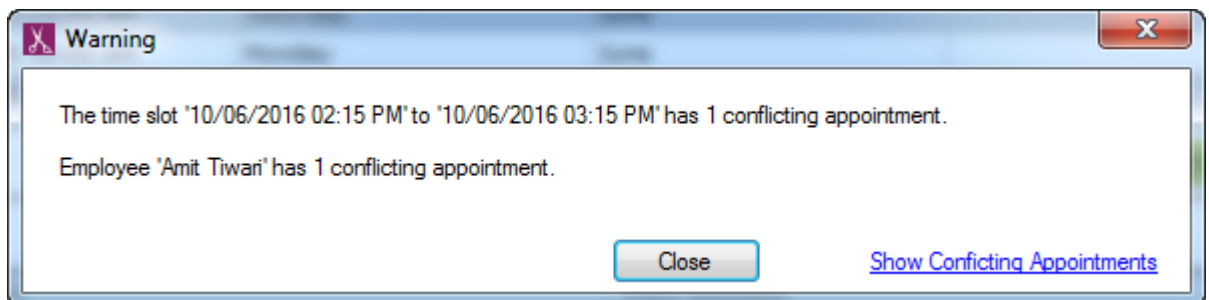 Warning
The time slot '10/06/2016 02:15 PM' to '10/06/2016 03:15 PM' has 1 conflicting appointment.
Employee 'Amit Tiwari' has 1 conflicting appointment.
Close
Show Conficting Appointments